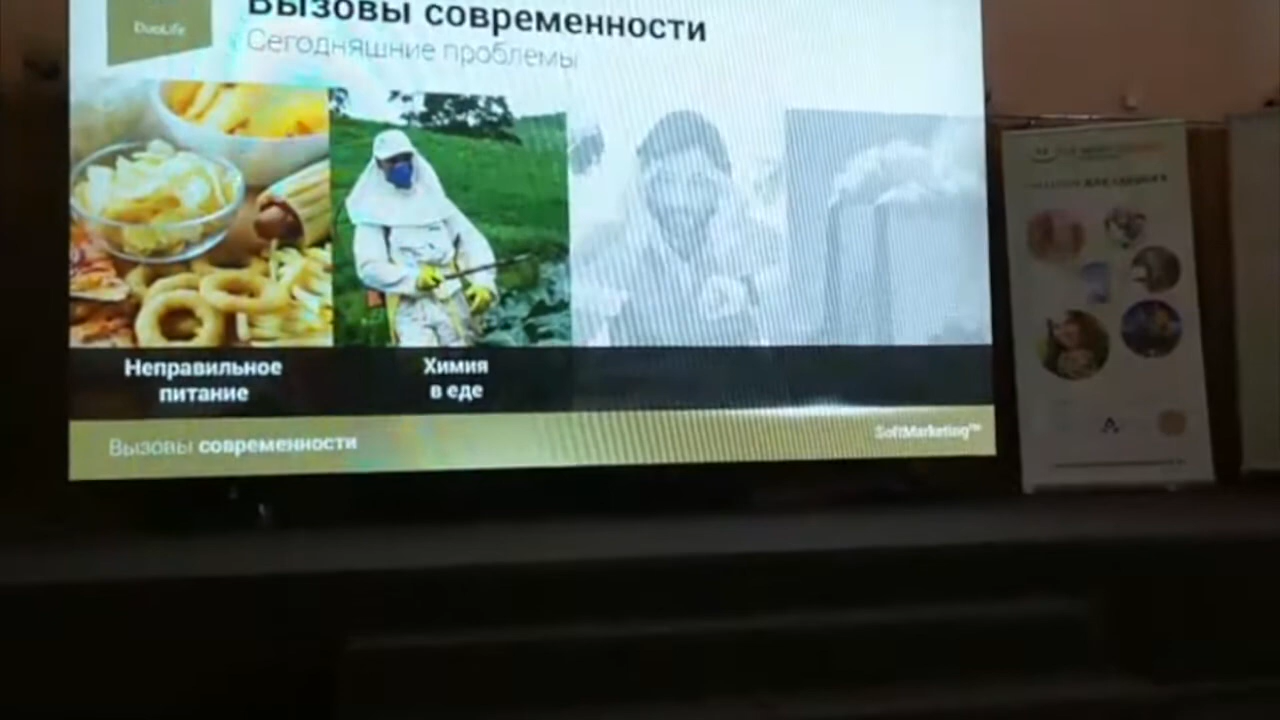 DuoLife
Вызовы современности
Сегодняшние проблемы
Неправильное
питание
Химия
в еде
Вызовы современности
SoftMarketing™